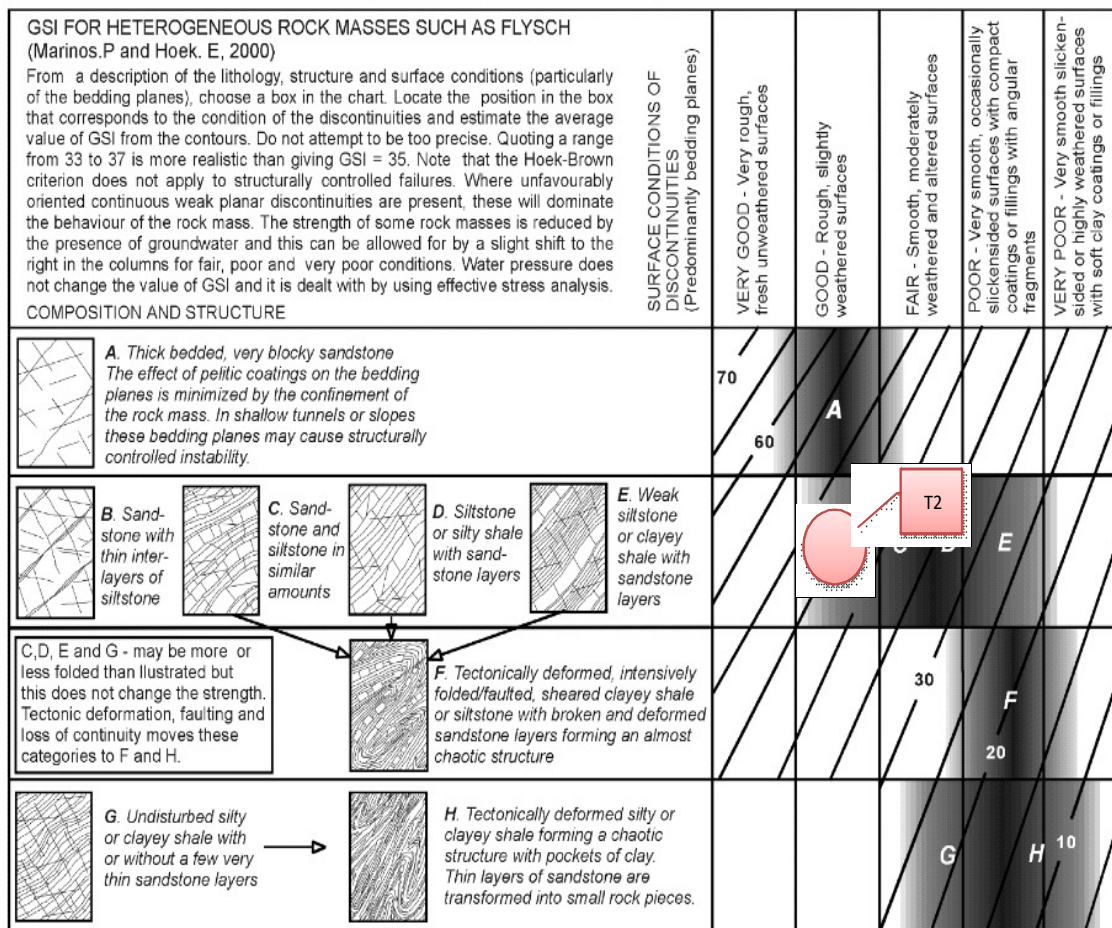 GSI FOR HETEROGENEOUS ROCK MASSES SUCH AS FLYSCH
(Marinos.P and Hoek. E, 2000)
From a description of the lithology, structure and surface conditions (particularly
of the bedding planes), choose a box in the chart. Locate the position in the box
that corresponds to the condition of the discontinuities and estimate the average
value of GSI from the contours. Do not attempt to be too precise. Quoting a range
from 33 to 37 is more realistic than giving GSI = 35. Note that the Hoek-Brown
criterion does not apply to structurally controlled failures. Where unfavourably
oriented continuous weak planar discontinuities are present, these will dominate
the behaviour of the rock mass. The strength of some rock masses is reduced by
the presence of groundwater and this can be allowed for by a slight shift to the
right in the columns for fair, poor and very poor conditions. Water pressure does
not change the value of GSI and it is dealt with by using effective stress analysis.
COMPOSITION AND STRUCTURE
SURFACE CONDITIONS OF
DISCONTINUITIES
(Predominantly bedding planes)
VERY GOOD - Very rough,
fresh unweathered surfaces
GOOD - Rough, slightly
weathered surfaces
FAIR - Smooth, moderately
weathered and altered surfaces
POOR - Very smooth, occasionally
slickensided surfaces with compact
coatings or fillings with angular
fragments
VERY POOR - Very smooth slicken-
sided or highly weathered surfaces
with soft clay coatings or fillings
A. Thick bedded, very blocky sandstone
The effect of pelitic coatings on the bedding
planes is minimized by the confinement of
the rock mass. In shallow tunnels or slopes
these bedding planes may cause structurally
controlled instability.
70
60
A
B. Sand-
stone with
thin inter-
layers of
siltstone
C. Sand-
stone and
siltstone in
similar
amounts
D. Siltstone
or silty shale
with sand-
stone layers
E. Weak
siltstone
or clayey
shale with
sandstone
layers
T2
E
C,D, E and G - may be more or
less folded than llustrated but
this does not change the strength.
Tectonic deformation, faulting and
loss of continuity moves these
categories to F and H.
F. Tectonically deformed, intensively
folded/faulted, sheared clayey shale
or siltstone with broken and deformed
sandstone layers forming an almost
chaotic structure
30
F
20
G. Undisturbed silty
or clayey shale with
or without a few very
thin sandstone layers
H. Tectonically deformed silty or
clayey shale forming a chaotic
structure with pockets of clay.
Thin layers of sandstone are
transformed into small rock pieces.
G
H
10